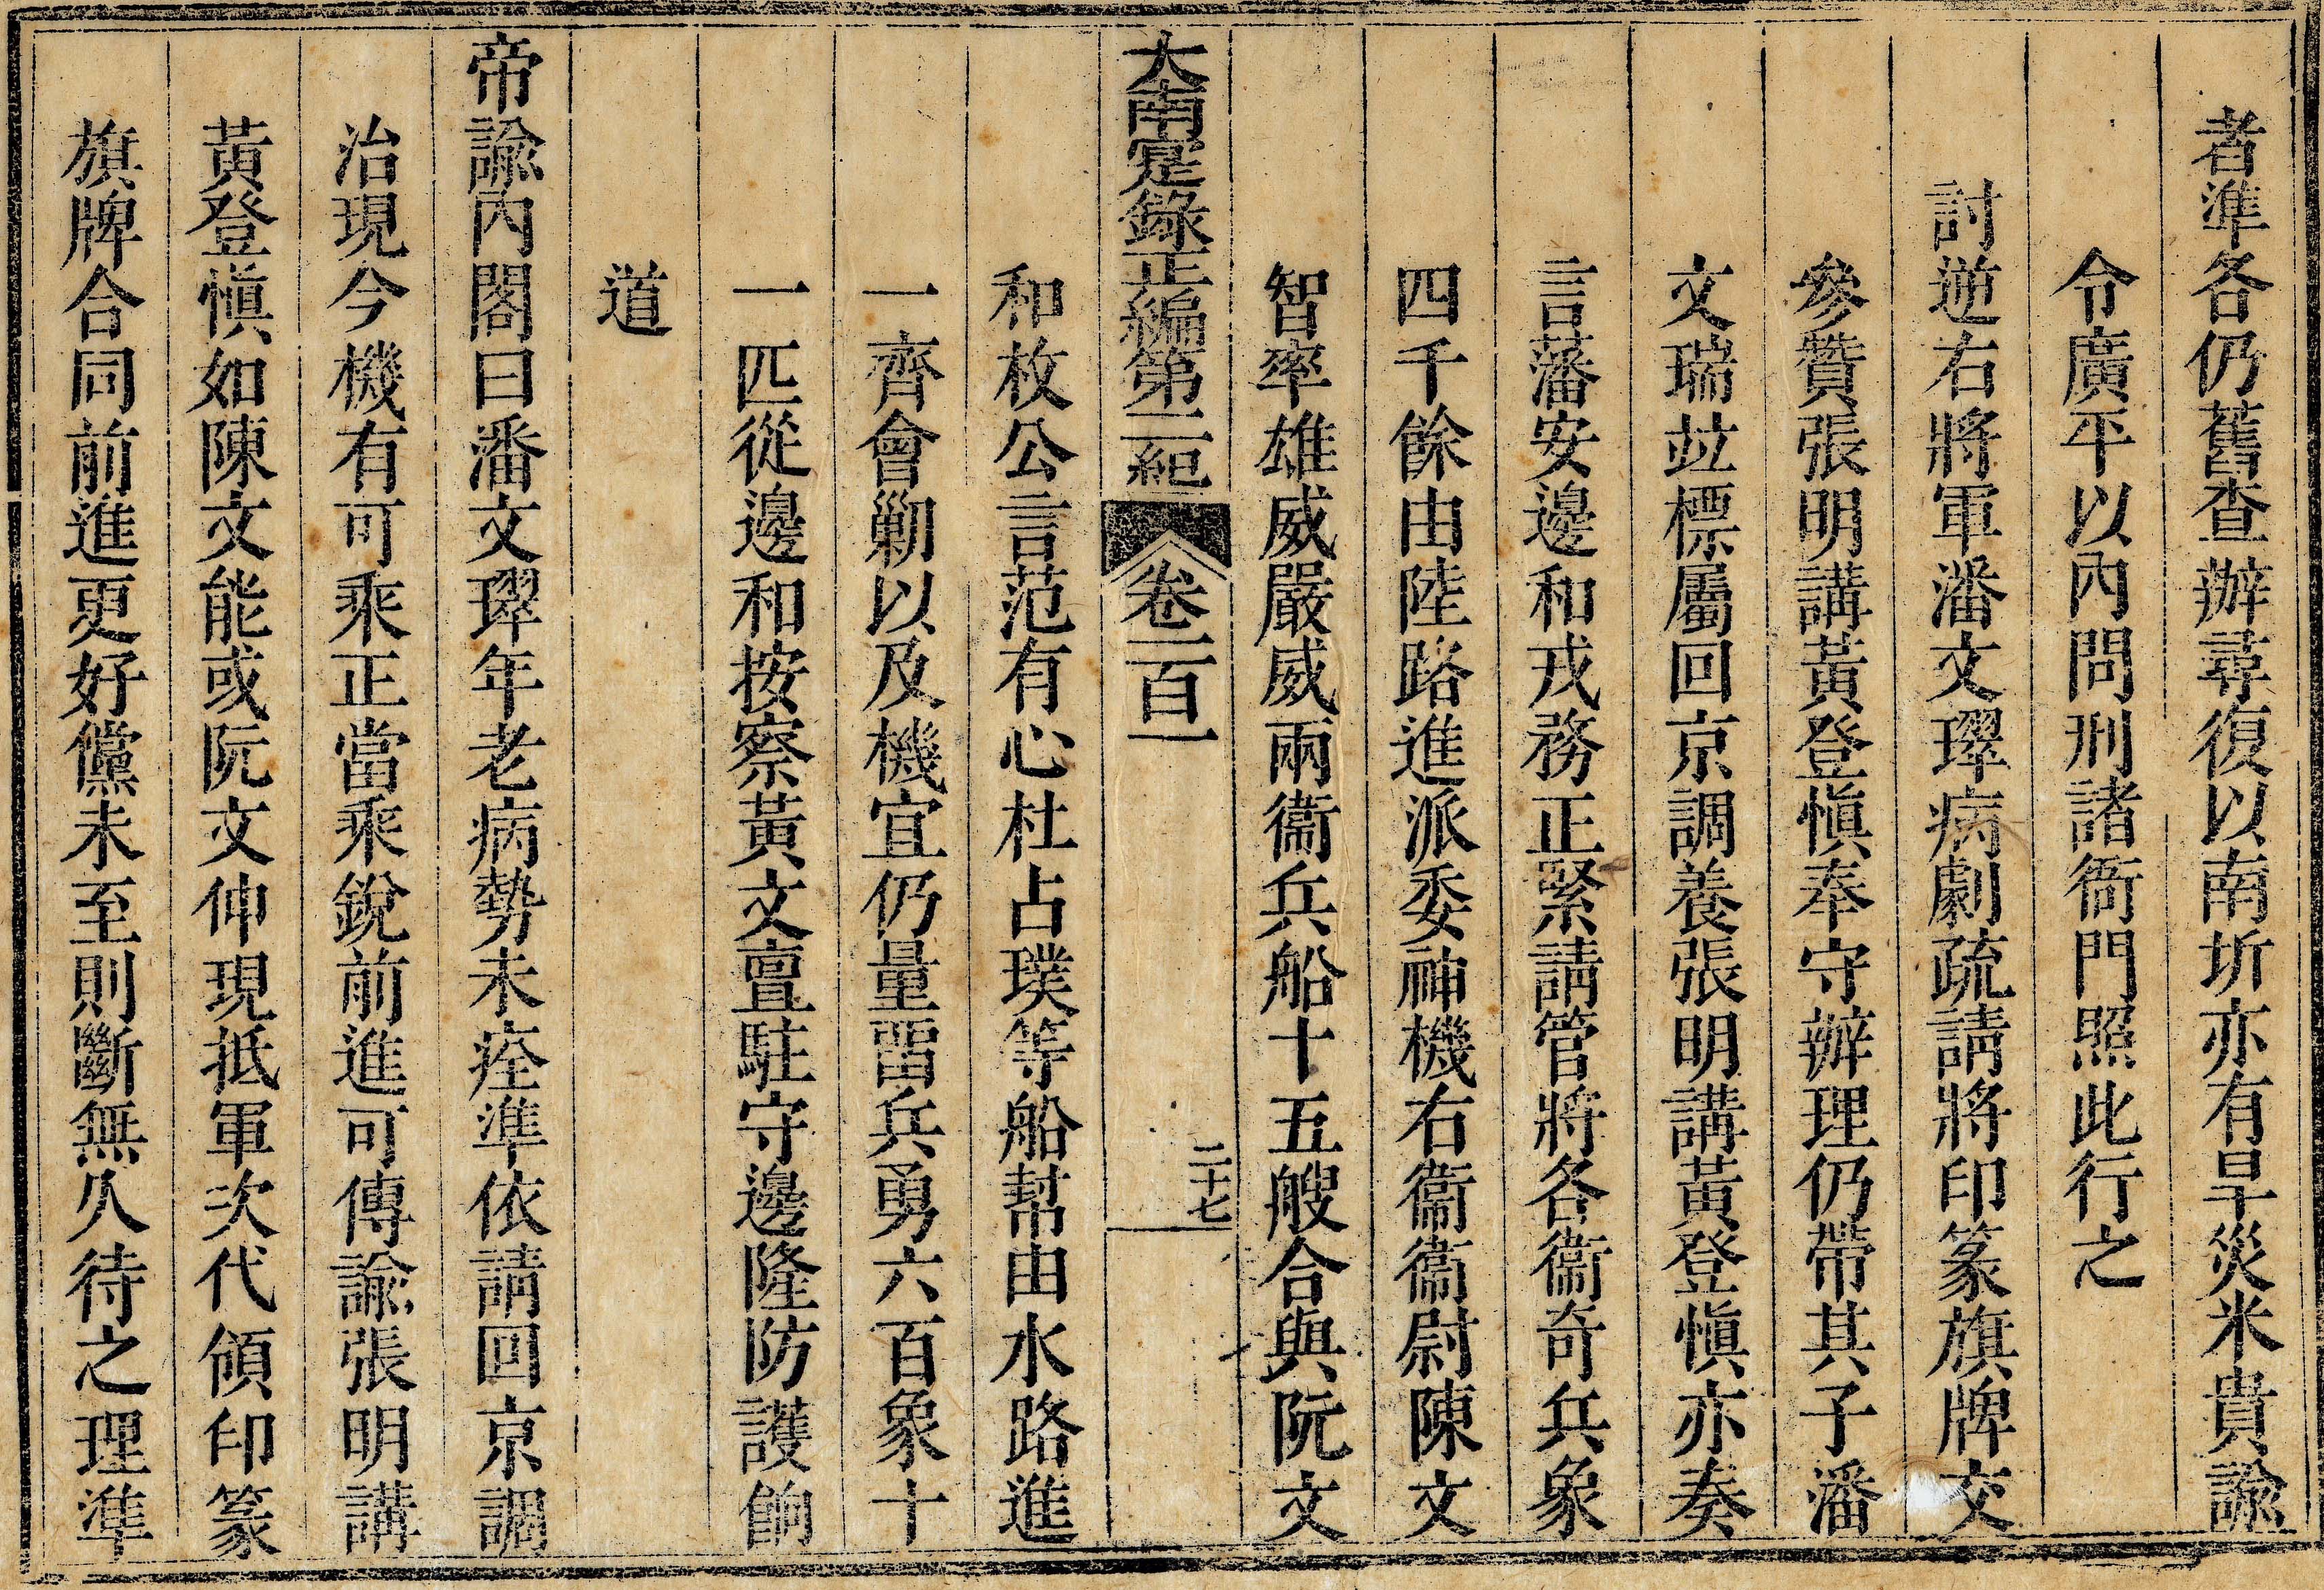 者準各仍舊查辦尋復以南圻亦有旱災米貴諭
令廣平以內問刑諸衙門照此行之
討逆右將軍潘文璻病劇疏請將印篆旗牌交
參贊張明講黃登慎奉守辦理仍帶其子潘
文瑞竝標屬回京調養張明講黃登慎亦奏
言藩安邊和戎務正緊請管將各衞奇兵象
四千餘由陸路進派委神機右衞衞尉陳文
智率雄威嚴威兩衞兵船十五艘合與阮文
大南寔錄正編第二紀 卷一百一 二十七
和枚公言范有心杜占璞等船幇由水路進
一齊會剿以及機宜仍量畱兵勇六百象十
一匹從邊和按察黃文亶駐守邊隆防護餉
道
帝諭內閣曰潘文璻年老病勢未痊準依請回京調
治現今機有可乘正當乘銳前進可傳諭張明講
黃登慎如陳文能或阮文仲現抵軍次代領印篆
旗牌合同前進更好儻未至則斷無久待之理準